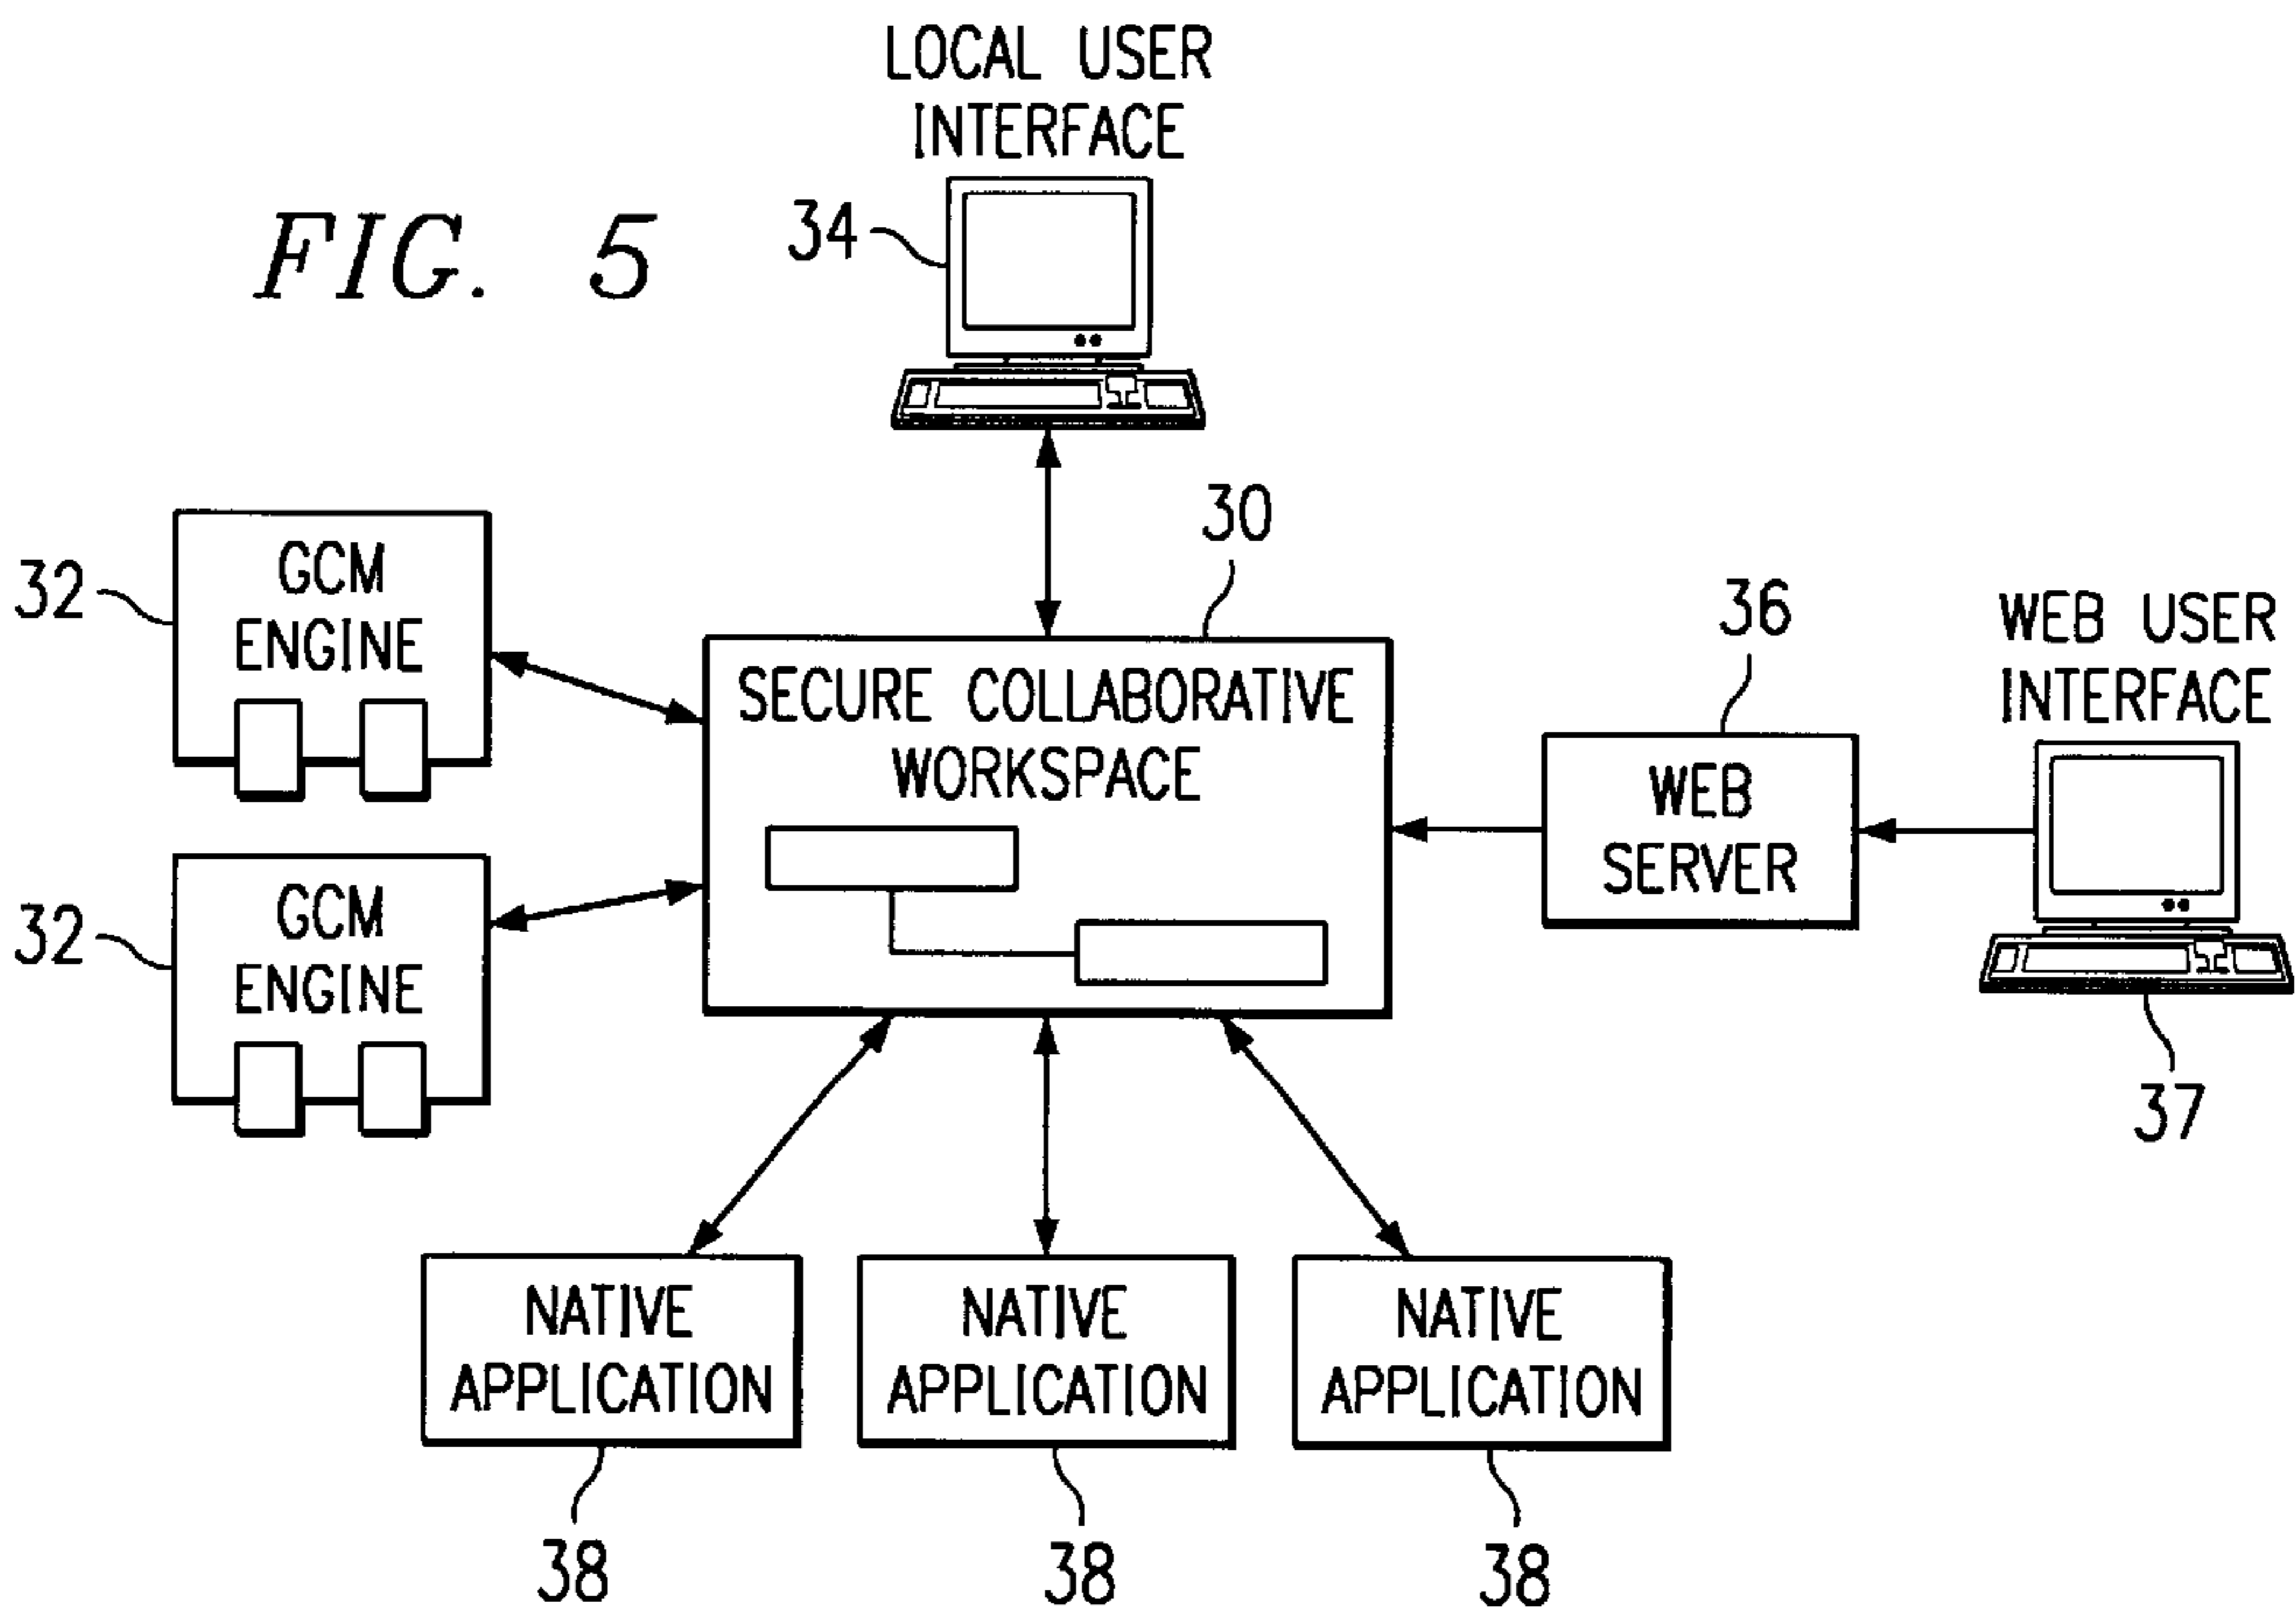 LOCAL USER
INTERFACE
FIG. 5
34
30
32
GCM
ENGINE
36
WEB USER
INTERFACE
SECURE COLLABORATIVE
WORKSPACE
WEB
SERVER
32
GCM
ENGINE
37
NATIVE
APPLICATION
NATIVE
APPLICATION
NATIVE
APPLICATION
38
38
38